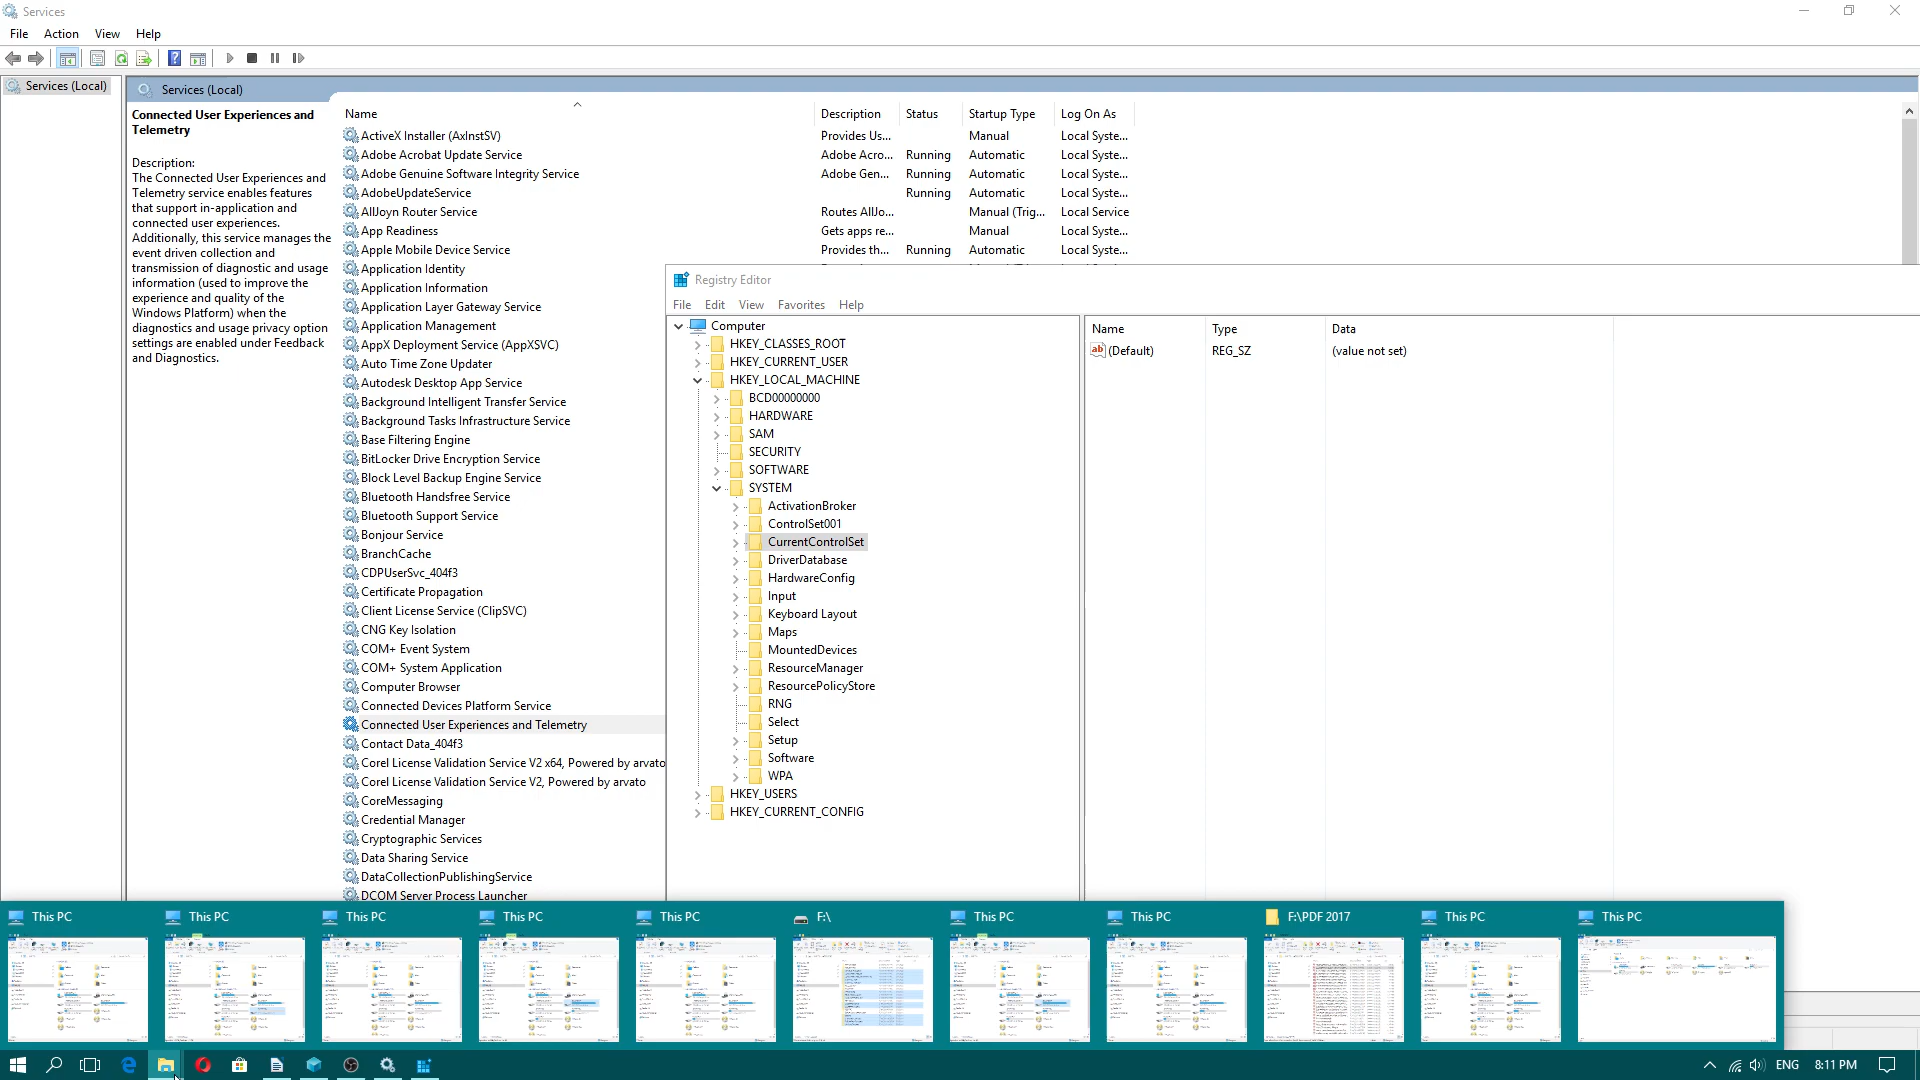 Services
File Action View Help
Services (Local)
Services (Local)
Connected User Experiences and
Telemetry
Description:
The Connected User Experiences and
Telemetry service enables features
that support in-application and
connected user experiences.
Additionally, this service manages the
event driven collection and
transmission of diagnostic and usage
information (used to improve the
experience and quality of the
Windows Platform) when the
diagnostics and usage privacy option
settings are enabled under Feedback
and Diagnostics.
Name Description Status Startup Type Log On As
ActiveX Installer (AxInstSV) Provides Us... Manual Local Syste...
Adobe Acrobat Update Service Adobe Acro... Running Automatic Local Syste...
Adobe Genuine Software Integrity Service Adobe Gen... Running Automatic Local Syste...
AdobeUpdateService Running Automatic Local Syste...
AllJoyn Router Service Routes AllJo... Manual (Trig... Local Service
App Readiness Gets apps re... Manual Local Syste...
Apple Mobile Device Service Provides th... Running Automatic Local Syste...
Application Identity
Application Information
Application Layer Gateway Service
Application Management
AppX Deployment Service (AppXSVC)
Auto Time Zone Updater
Autodesk Desktop App Service
Background Intelligent Transfer Service
Background Tasks Infrastructure Service
Base Filtering Engine
BitLocker Drive Encryption Service
Block Level Backup Engine Service
Bluetooth Handsfree Service
Bluetooth Support Service
Bonjour Service
BranchCache
CDPUserSvc_404f3
Certificate Propagation
Client License Service (ClipSVC)
CNG Key Isolation
COM+ Event System
COM+ System Application
Computer Browser
Connected Devices Platform Service
Connected User Experiences and Telemetry
Contact Data_404f3
Corel License Validation Service V2 x64, Powered by arvato
Corel License Validation Service V2, Powered by arvato
CoreMessaging
Credential Manager
Cryptographic Services
Data Sharing Service
DataCollectionPublishingService
DCOM Server Process Launcher
Registry Editor
File Edit View Favorites Help
Computer
HKEY_CLASSES_ROOT
HKEY_CURRENT_USER
HKEY_LOCAL_MACHINE
BCD00000000
HARDWARE
SAM
SECURITY
SOFTWARE
SYSTEM
ActivationBroker
ControlSet001
CurrentControlSet
DriverDatabase
HardwareConfig
Input
Keyboard Layout
Maps
MountedDevices
ResourceManager
ResourcePolicyStore
RNG
Select
Setup
Software
WPA
HKEY_USERS
HKEY_CURRENT_CONFIG
Name Type Data
ab (Default) REG_SZ (value not set)
This PC This PC This PC This PC This PC F:\ This PC This PC F:\PDF 2017 This PC This PC
ENG 8:11 PM